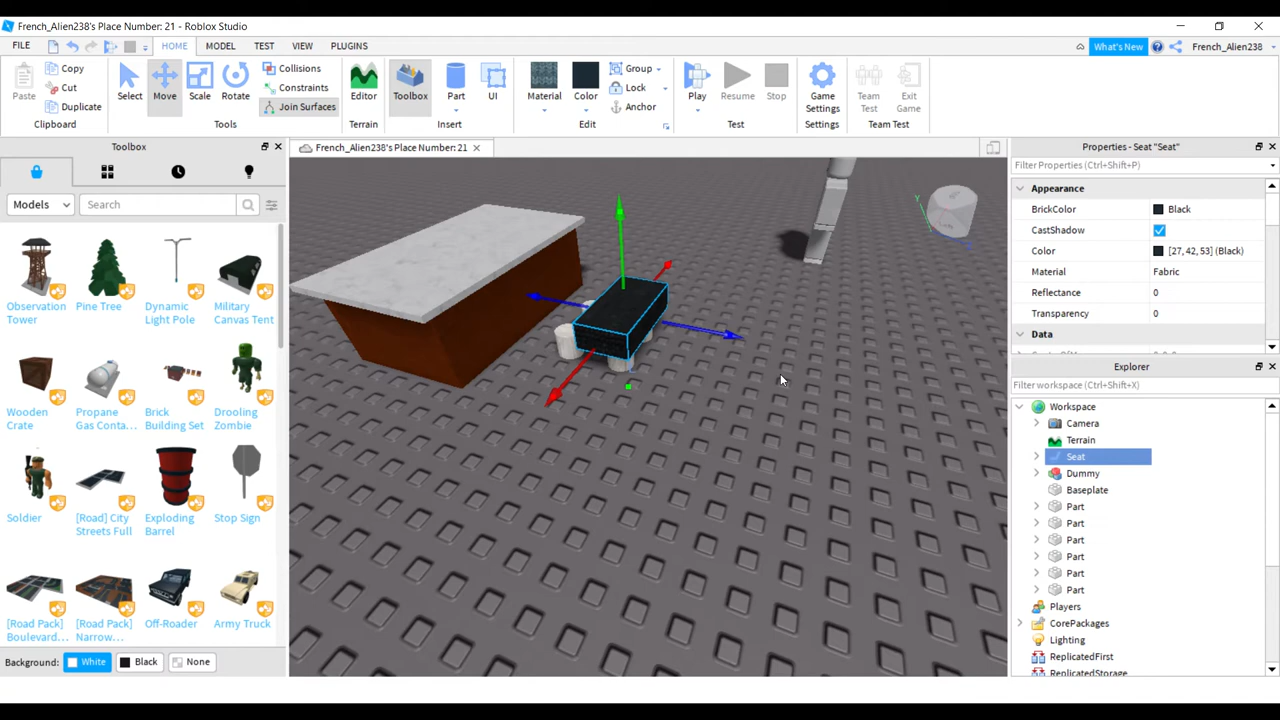 French_Alien238's Place Number: 21 - Roblox Studio
FILE HOME MODEL TEST VIEW PLUGINS What's New French_Alien238
Paste Copy Cut Duplicate Clipboard
Select Move Scale Rotate Collisions Constraints Join Surfaces Tools
Editor Terrain
Toolbox Part UI Insert
Material Color Group Lock Anchor Edit
Play Resume Stop Test
Game Settings Settings
Team Test Exit Game Team Test
Toolbox
Models Search
Observation Tower
Pine Tree
Dynamic Light Pole
Military Canvas Tent
Wooden Crate
Propane Gas Conta...
Brick Building Set
Drooling Zombie
Soldier
[Road] City Streets Full
Exploding Barrel
Stop Sign
[Road Pack] Boulevard...
[Road Pack] Narrow...
Off-Roader
Army Truck
Background: White Black None
French_Alien238's Place Number: 21
Y
Properties - Seat "Seat"
Filter Properties (Ctrl+Shift+P)
Appearance
BrickColor Black
CastShadow
Color [27, 42, 53] (Black)
Material Fabric
Reflectance 0
Transparency 0
Data
Explorer
Filter workspace (Ctrl+Shift+X)
Workspace
Camera
Terrain
Seat
Dummy
Baseplate
Part
Part
Part
Part
Part
Part
Players
CorePackages
Lighting
ReplicatedFirst
ReplicatedStorage